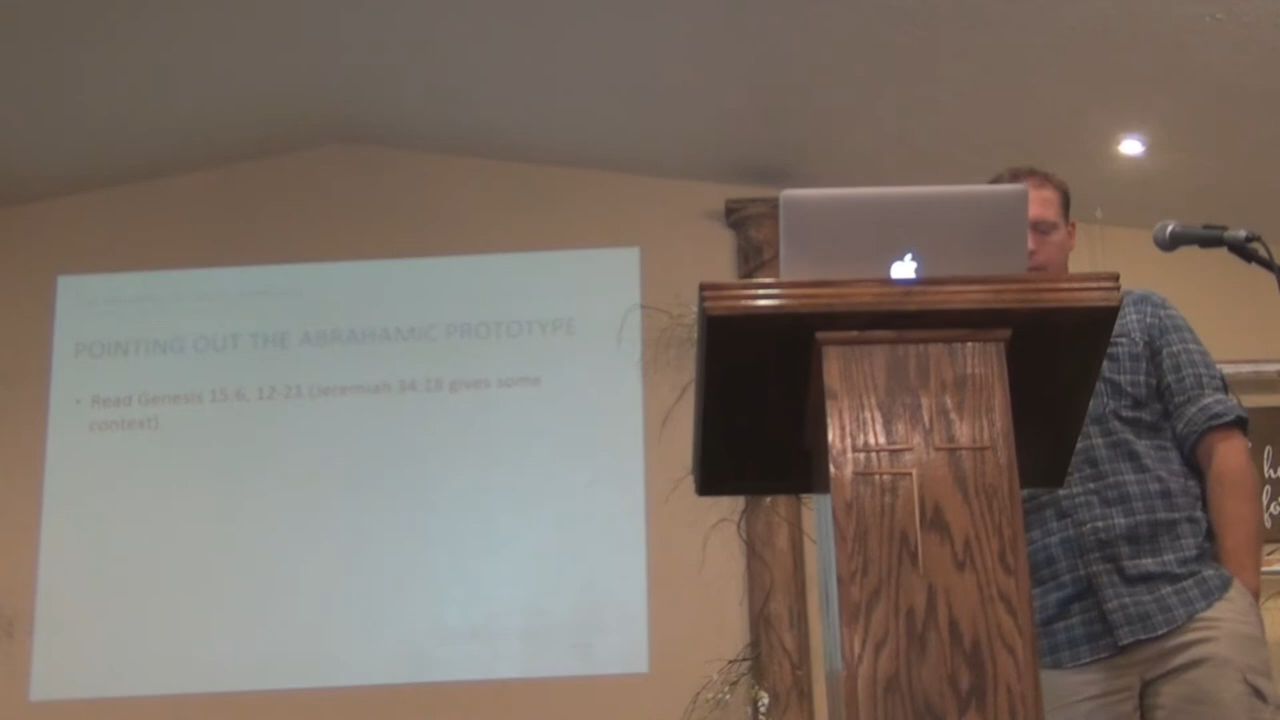 POINTING OUT THE ABRAHAMIC PROTOTYPE
• Read Genesis 15:6, 12-21 (Jeremiah 34:18 gives some
context)